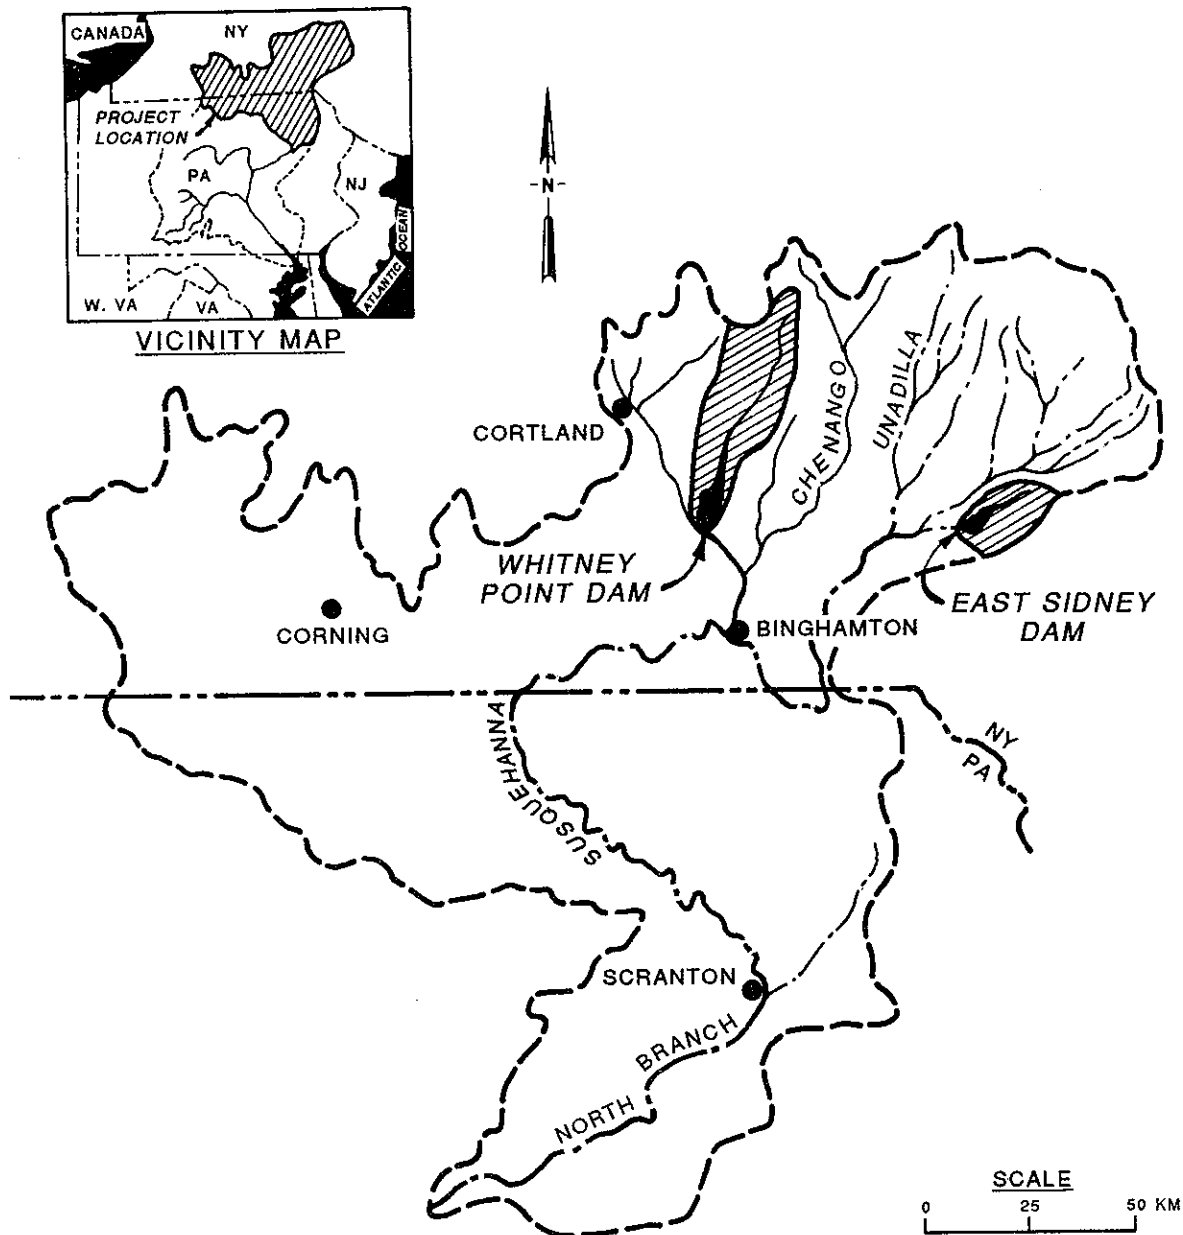 CANADA
NY
PROJECT
LOCATION
PA
NJ
ATLANTIC
OCEAN
W. VA
VA
VICINITY MAP
-N-
CORTLAND
CHENANGO
UNADILLA
WHITNEY
POINT DAM
EAST SIDNEY
DAM
CORNING
BINGHAMTON
SUSQUEHANNA
NY
PA
SCRANTON
NORTH BRANCH
SCALE
0 25 50 KM